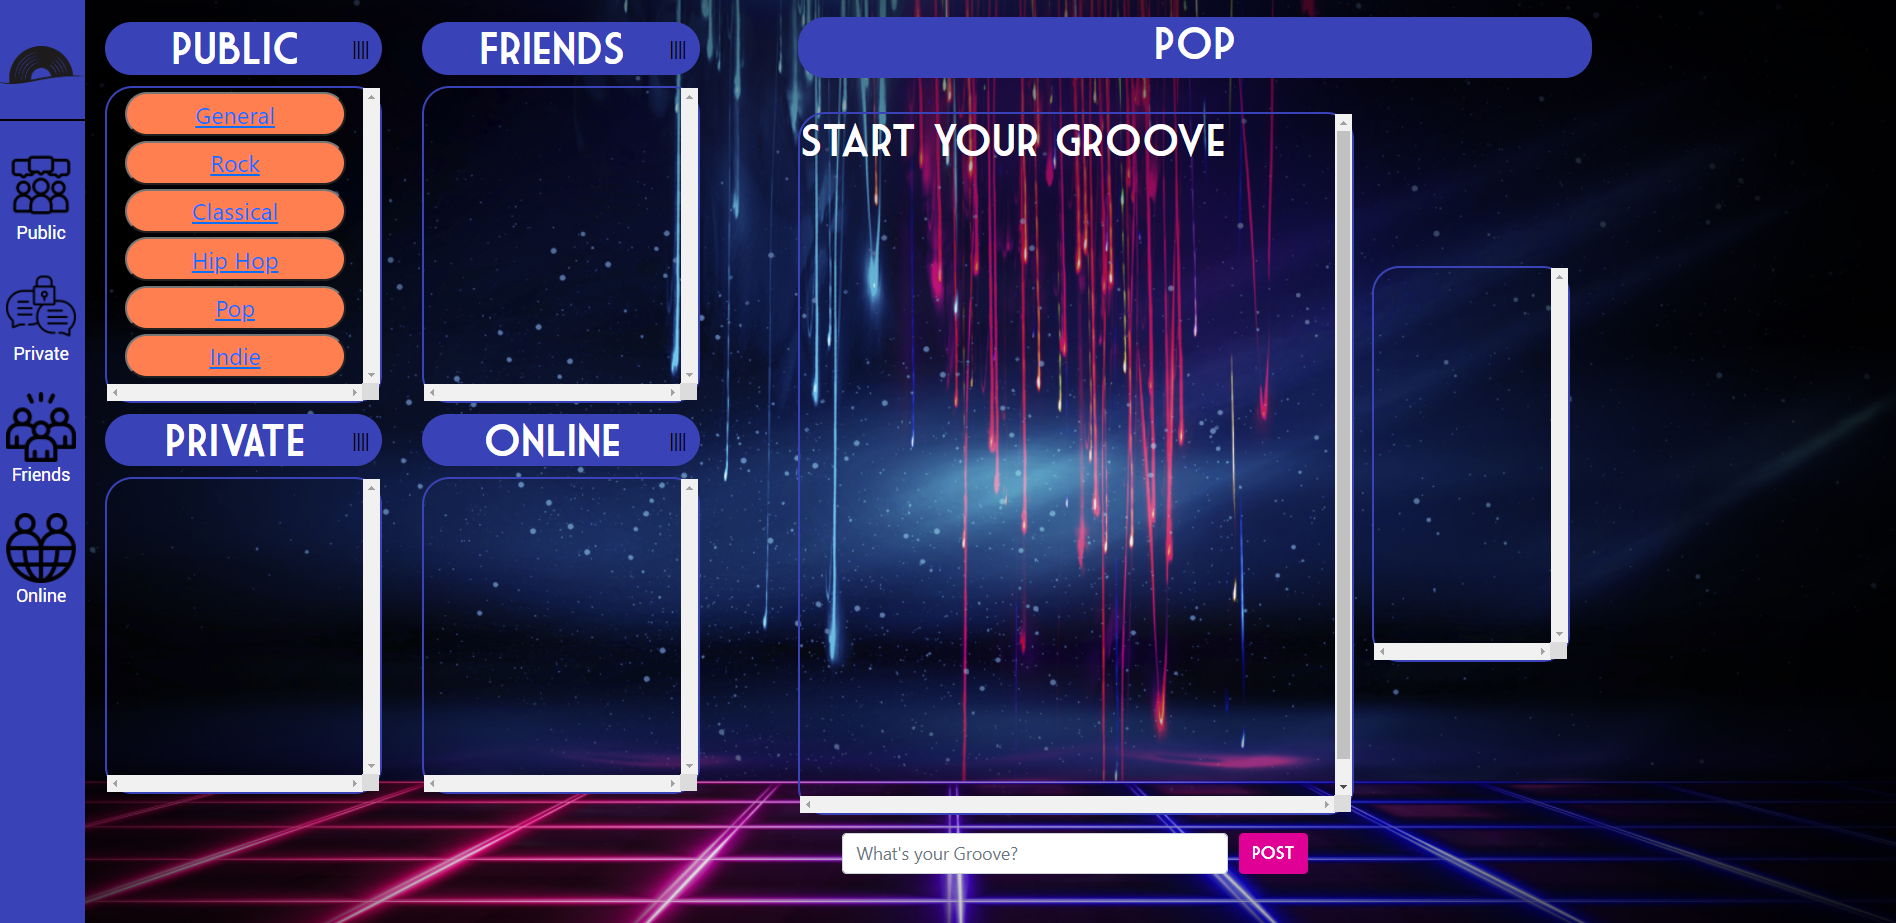 Public
Private
Friends
Online
PUBLIC
General
Rock
Classical
Hip Hop
Pop
Indie
FRIENDS
PRIVATE
ONLINE
POP
START YOUR GROOVE
What's your Groove?
POST